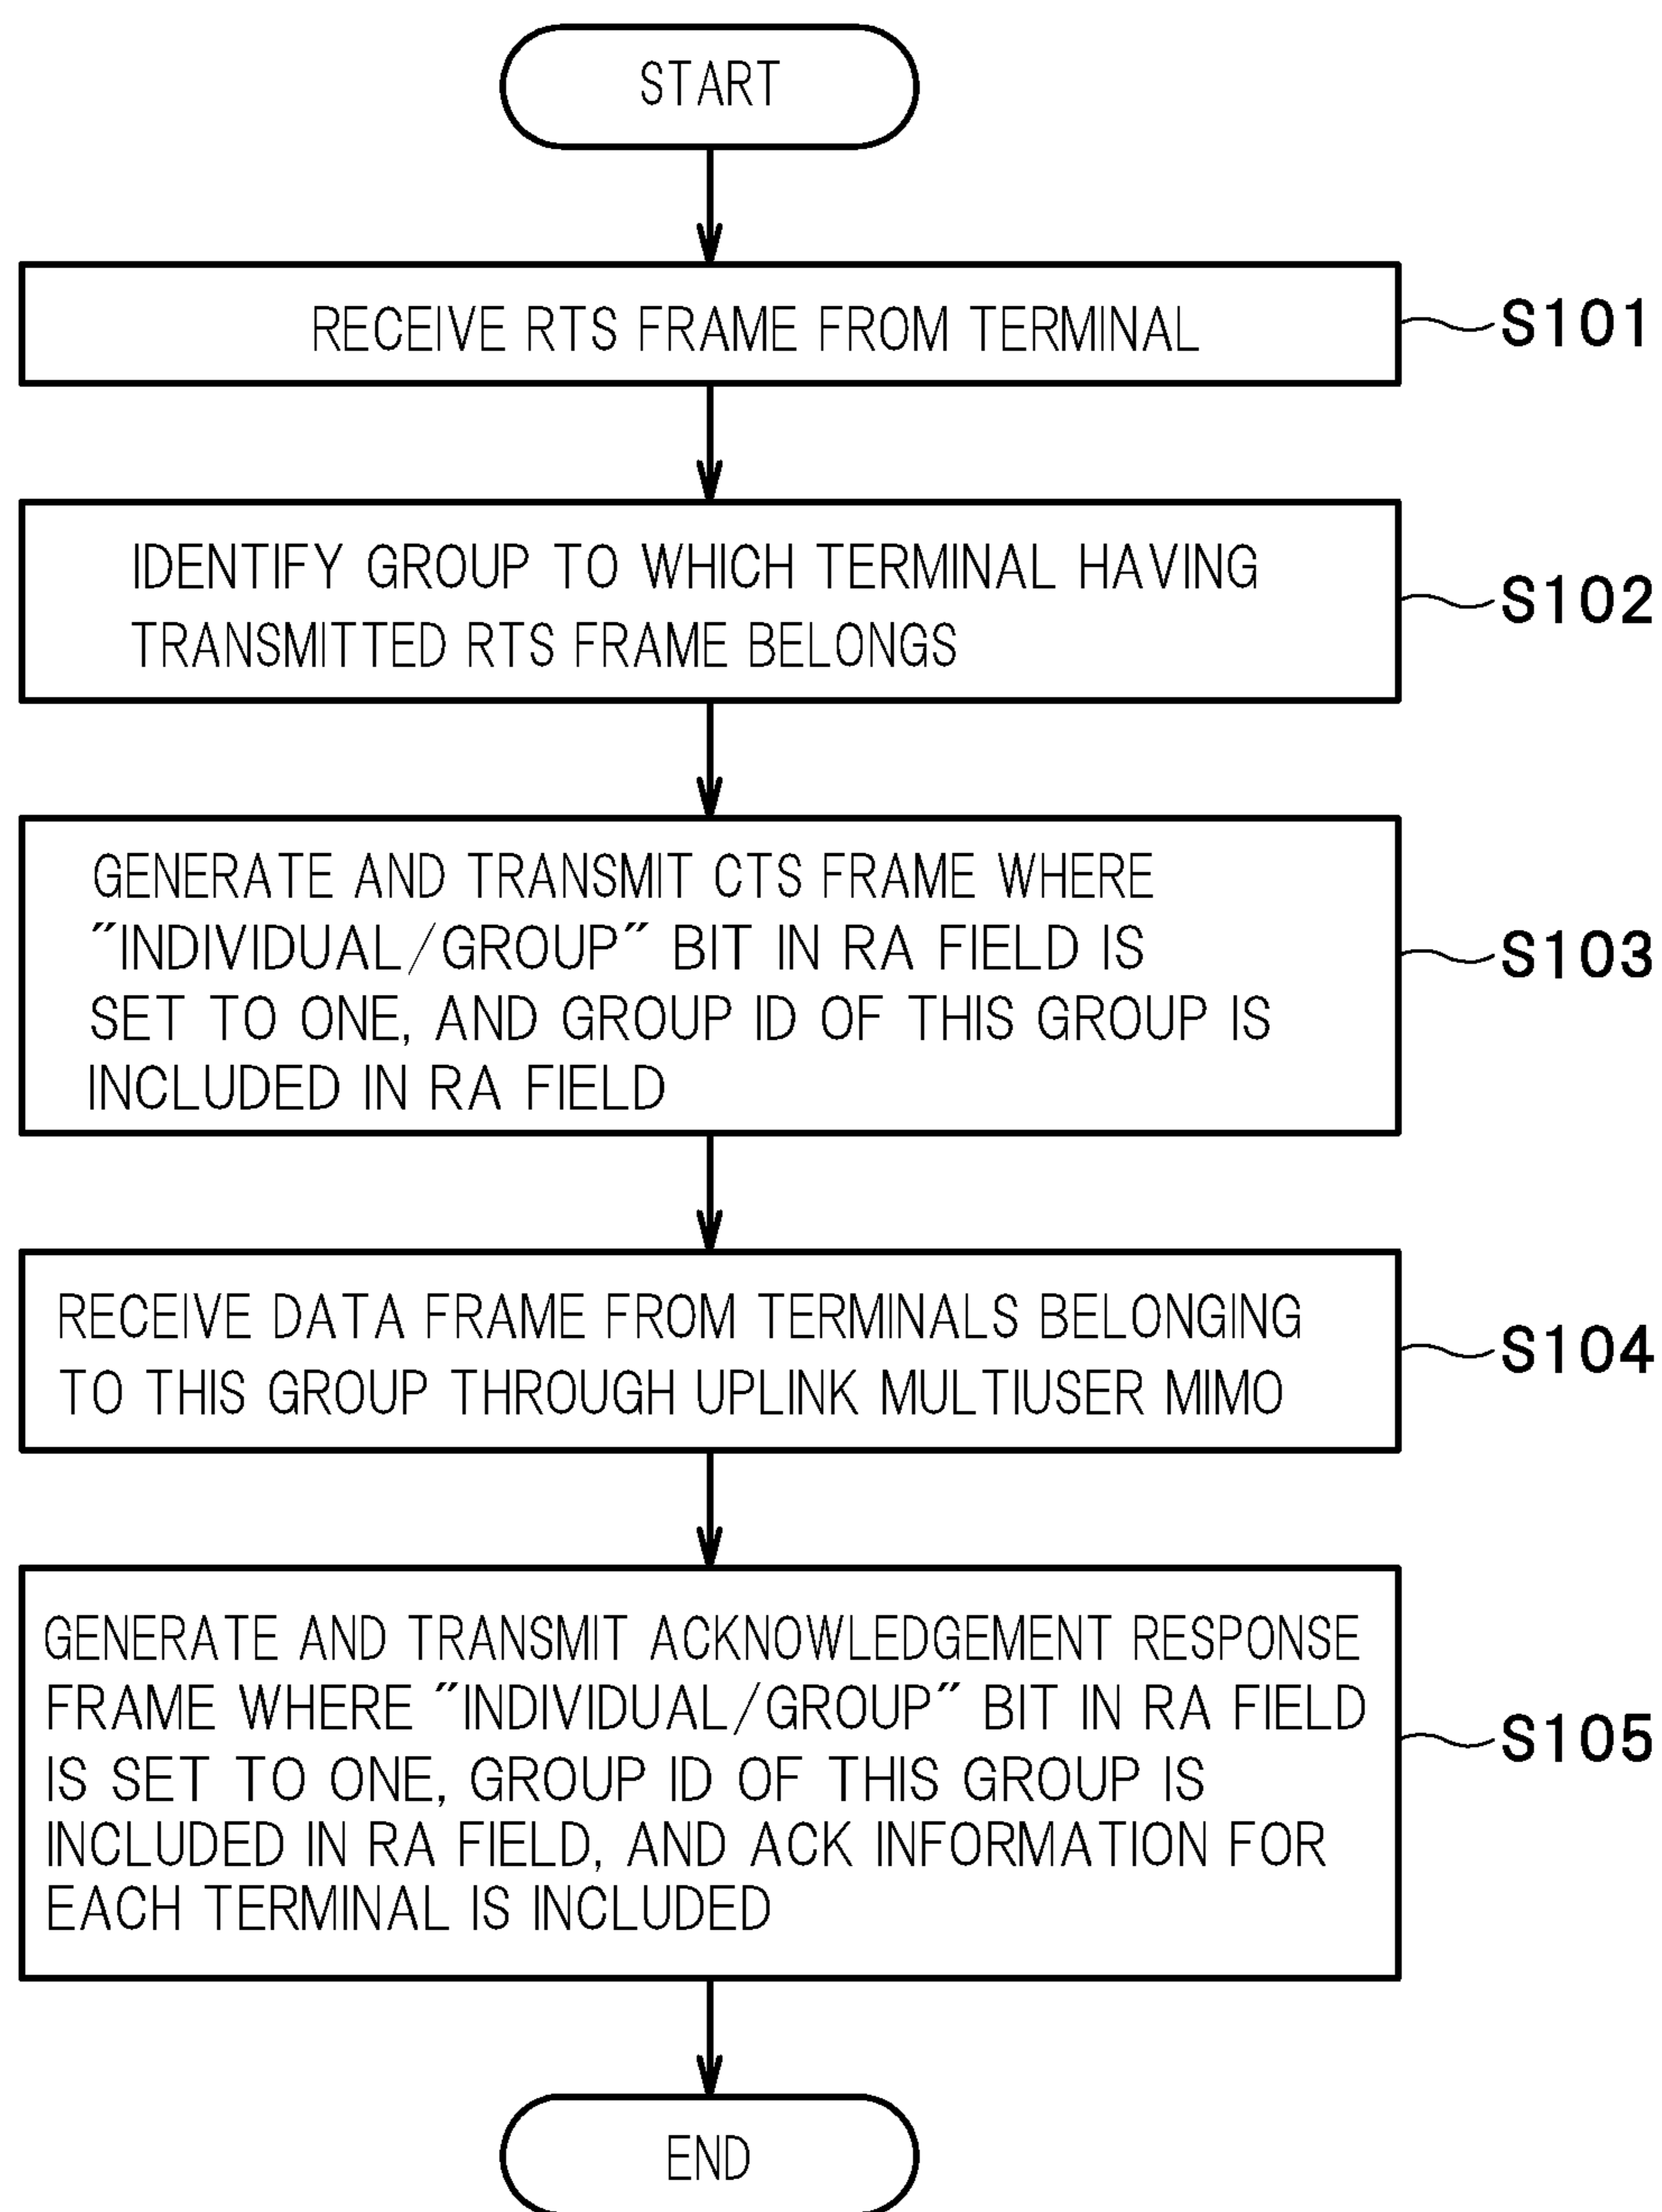 START
RECEIVE RTS FRAME FROM TERMINAL
S101
IDENTIFY GROUP TO WHICH TERMINAL HAVING
TRANSMITTED RTS FRAME BELONGS
S102
GENERATE AND TRANSMIT CTS FRAME WHERE
"INDIVIDUAL/GROUP" BIT IN RA FIELD IS
SET TO ONE, AND GROUP ID OF THIS GROUP IS
INCLUDED IN RA FIELD
S103
RECEIVE DATA FRAME FROM TERMINALS BELONGING
TO THIS GROUP THROUGH UPLINK MULTIUSER MIMO
S104
GENERATE AND TRANSMIT ACKNOWLEDGEMENT RESPONSE
FRAME WHERE "INDIVIDUAL/GROUP" BIT IN RA FIELD
IS SET TO ONE, GROUP ID OF THIS GROUP IS
INCLUDED IN RA FIELD, AND ACK INFORMATION FOR
EACH TERMINAL IS INCLUDED
S105
END